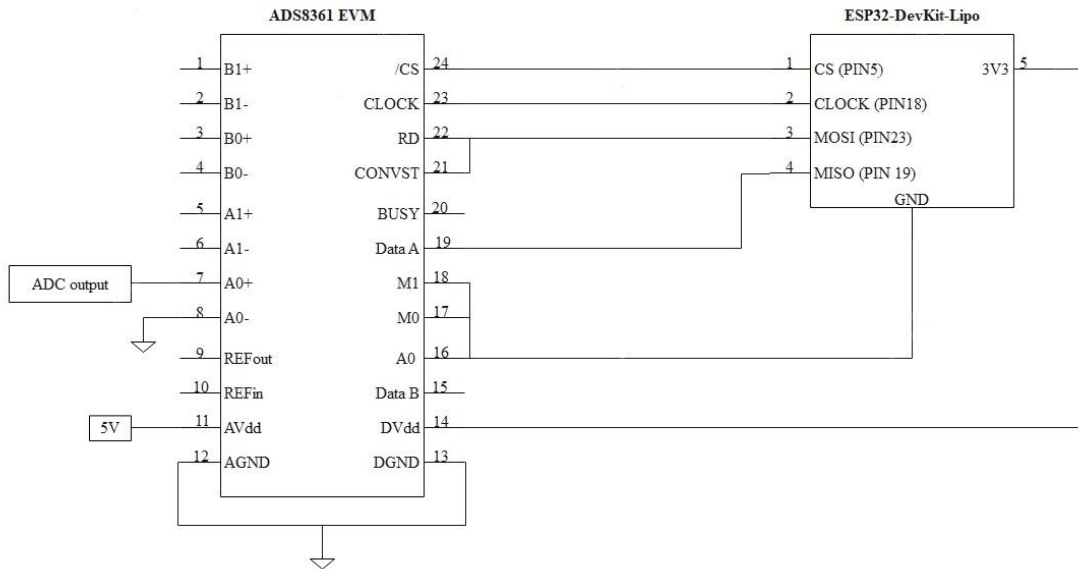 ADS8361 EVM
ESP32-DevKit-Lipo
1 B1+ /CS 24
1 CS (PIN5) 3V3 5
2 B1- CLOCK 23
2 CLOCK (PIN18)
3 B0+ RD 22
3 MOSI (PIN23)
4 B0- CONVST 21
4 MISO (PIN 19)
GND
5 A1+ BUSY 20
6 A1- Data A 19
ADC output
7 A0+ M1 18
8 A0- M0 17
9 REFout A0 16
10 REFin Data B 15
5V
11 AVdd DVdd 14
12 AGND DGND 13